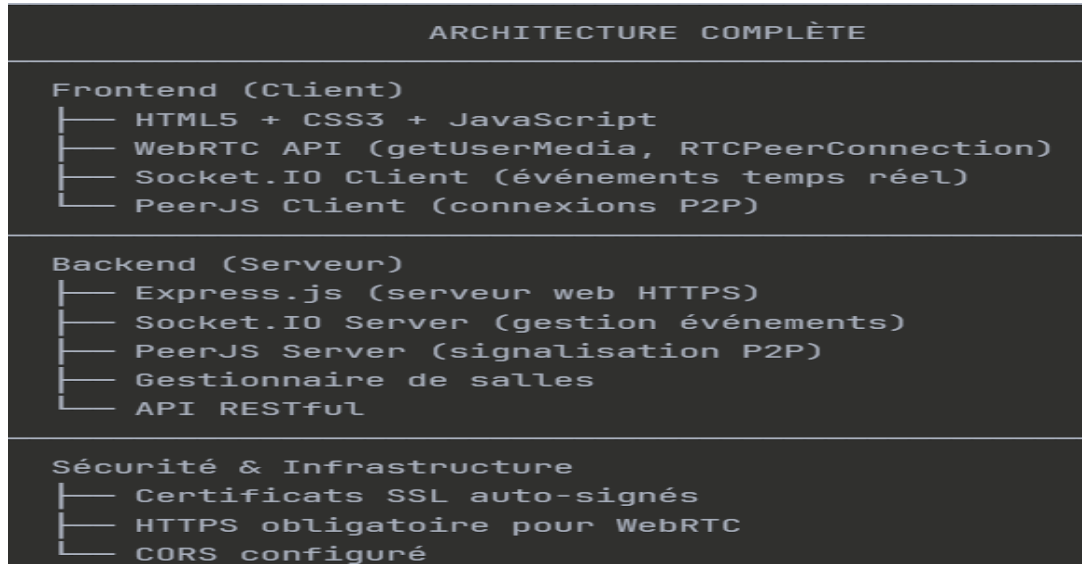 ARCHITECTURE COMPLÈTE
Frontend (Client)
├── HTML5 + CSS3 + JavaScript
├── WebRTC API (getUserMedia, RTCPeerConnection)
├── Socket.IO Client (événements temps réel)
└── PeerJS Client (connexions P2P)
Backend (Serveur)
├── Express.js (serveur web HTTPS)
├── Socket.IO Server (gestion événements)
├── PeerJS Server (signalisation P2P)
├── Gestionnaire de salles
└── API RESTful
Sécurité & Infrastructure
├── Certificats SSL auto-signés
├── HTTPS obligatoire pour WebRTC
└── CORS configuré